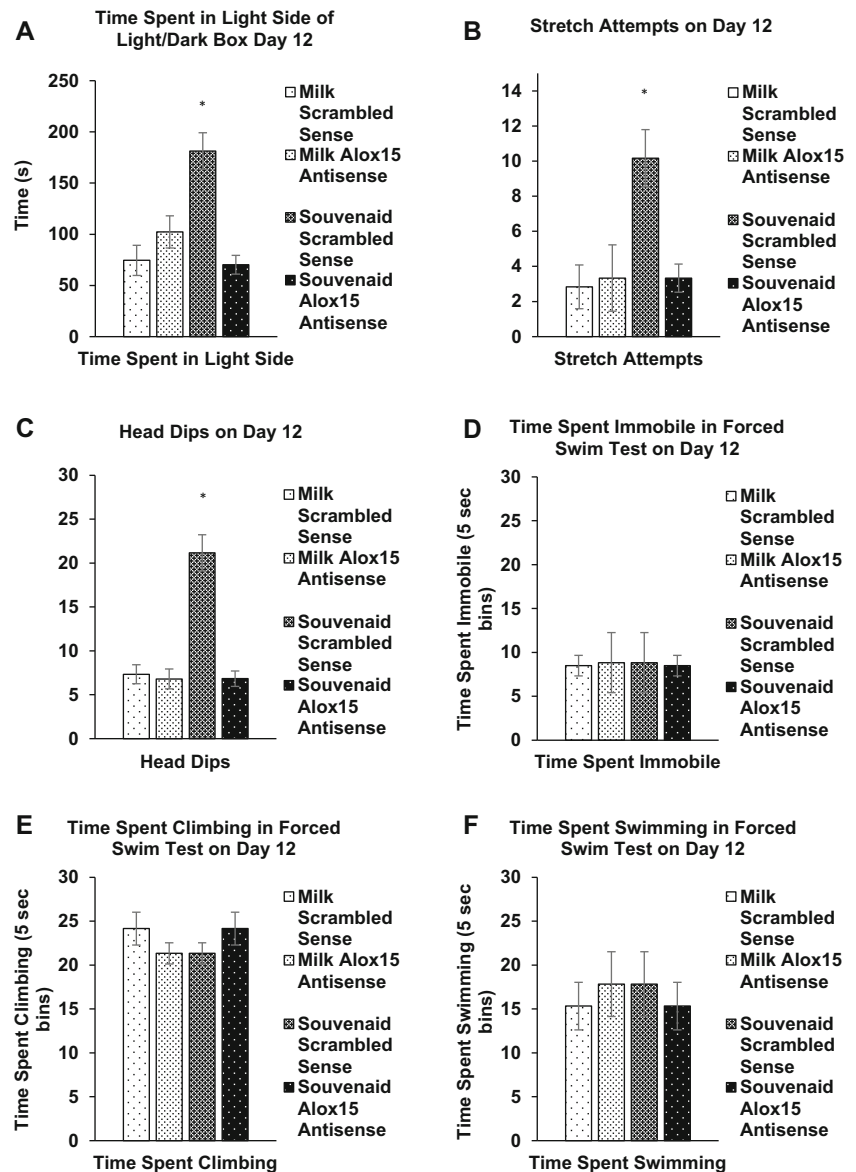 A
Time Spent in Light Side of
Light/Dark Box Day 12
Time (s)
250
200
150
100
50
0
*
Time Spent in Light Side
Milk
Scrambled
Sense
Milk Alox15
Antisense
Souvenaid
Scrambled
Sense
Souvenaid
Alox15
Antisense
B
Stretch Attempts on Day 12
14
12
10
8
6
4
2
0
*
Stretch Attempts
Milk
Scrambled
Sense
Milk Alox15
Antisense
Souvenaid
Scrambled
Sense
Souvenaid
Alox15
Antisense
C
Head Dips on Day 12
30
25
20
15
10
5
0
*
Head Dips
Milk
Scrambled
Sense
Milk Alox15
Antisense
Souvenaid
Scrambled
Sense
Souvenaid
Alox15
Antisense
D
Time Spent Immobile in Forced
Swim Test on Day 12
Time Spent Immobile (5 sec
bins)
30
25
20
15
10
5
0
Time Spent Immobile
Milk
Scrambled
Sense
Milk Alox15
Antisense
Souvenaid
Scrambled
Sense
Souvenaid
Alox15
Antisense
E
Time Spent Climbing in Forced
Swim Test on Day 12
Time Spent Climbing (5 sec
bins)
30
25
20
15
10
5
0
Time Spent Climbing
Milk
Scrambled
Sense
Milk Alox15
Antisense
Souvenaid
Scrambled
Sense
Souvenaid
Alox15
Antisense
F
Time Spent Swimming in Forced
Swim Test on Day 12
Time Spent Swimming (5 sec
bins)
30
25
20
15
10
5
0
Time Spent Swimming
Milk
Scrambled
Sense
Milk Alox15
Antisense
Souvenaid
Scrambled
Sense
Souvenaid
Alox15
Antisense